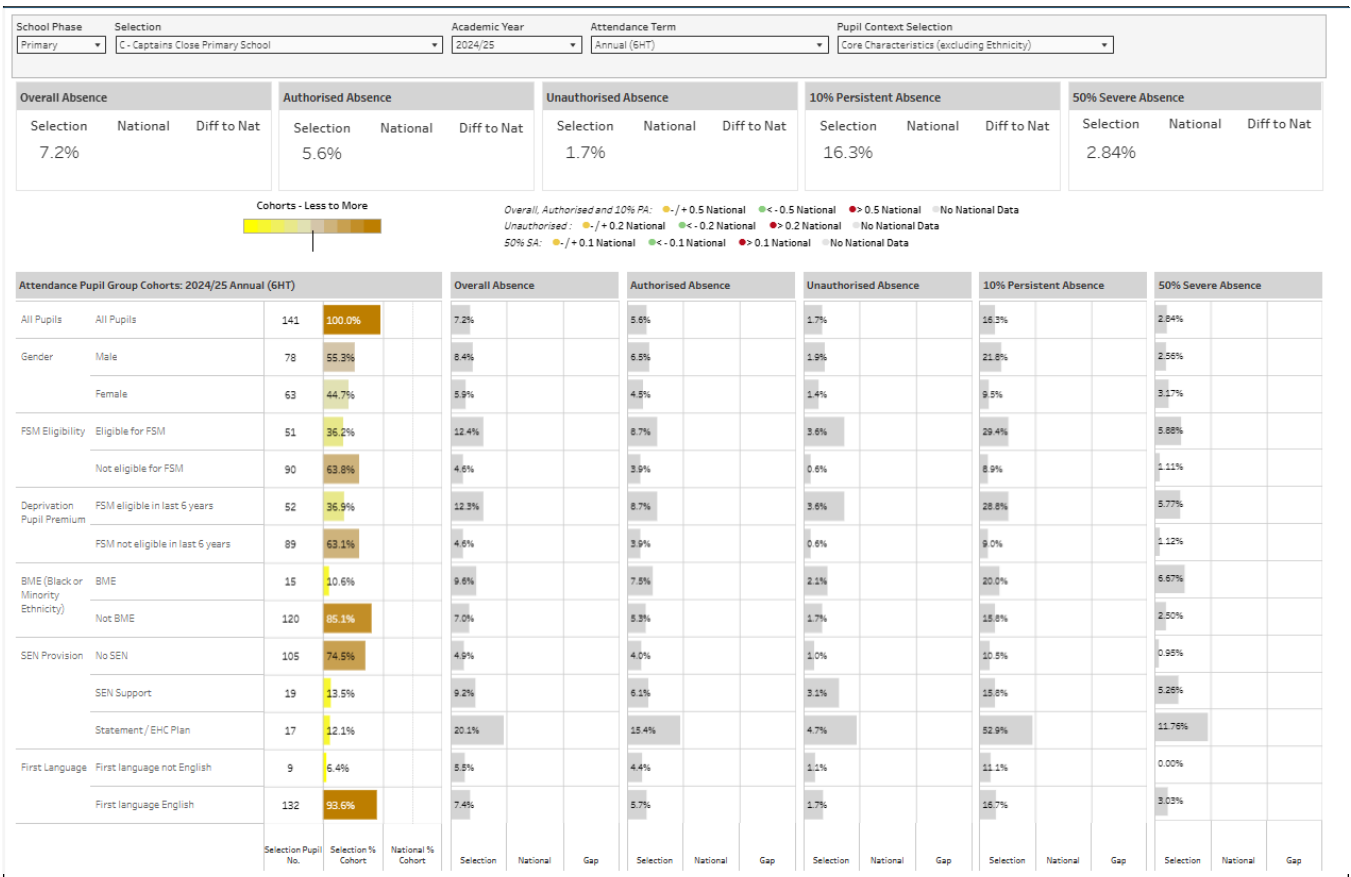 School Phase Selection Academic Year Attendance Term Pupil Context Selection
Primary C - Captains Close Primary School 2024/25 Annual (6HT) Core Characteristics (excluding Ethnicity)
Overall Absence Authorised Absence Unauthorised Absence 10% Persistent Absence 50% Severe Absence
Selection National Diff to Nat Selection National Diff to Nat Selection National Diff to Nat Selection National Diff to Nat Selection National Diff to Nat
7.2% 5.6% 1.7% 16.3% 2.84%
Cohorts - Less to More
Overall, Authorised and 10% PA: -/+ 0.5 National < - 0.5 National > 0.5 National No National Data
Unauthorised : -/+ 0.2 National < - 0.2 National > 0.2 National No National Data
50% SA: -/+ 0.1 National < - 0.1 National > 0.1 National No National Data
Attendance Pupil Group Cohorts: 2024/25 Annual (6HT) Overall Absence Authorised Absence Unauthorised Absence 10% Persistent Absence 50% Severe Absence
All Pupils All Pupils 141 100.0% 7.2% 5.6% 1.7% 16.3% 2.84%
Gender Male 78 55.3% 8.4% 6.5% 1.9% 21.8% 2.56%
Female 63 44.7% 5.9% 4.5% 1.4% 9.5% 3.17%
FSM Eligibility Eligible for FSM 51 36.2% 12.4% 8.7% 3.6% 29.4% 5.88%
Not eligible for FSM 90 63.8% 4.6% 3.9% 0.6% 8.9% 1.11%
Deprivation Pupil Premium FSM eligible in last 6 years 52 36.9% 12.3% 8.7% 3.6% 28.8% 5.77%
FSM not eligible in last 6 years 89 63.1% 4.6% 3.9% 0.6% 9.0% 1.12%
BME (Black or Minority Ethnicity) BME 15 10.6% 9.6% 7.5% 2.1% 20.0% 6.67%
Not BME 120 85.1% 7.0% 5.3% 1.7% 15.8% 2.50%
SEN Provision No SEN 105 74.5% 4.9% 4.0% 1.0% 10.5% 0.95%
SEN Support 19 13.5% 9.2% 6.1% 3.1% 15.8% 5.26%
Statement / EHC Plan 17 12.1% 20.1% 15.4% 4.7% 52.9% 11.76%
First Language First language not English 9 6.4% 5.5% 4.4% 1.1% 11.1% 0.00%
First language English 132 93.6% 7.4% 5.7% 1.7% 16.7% 3.03%
Selection Pupil No. Selection % Cohort National % Cohort Selection National Gap Selection National Gap Selection National Gap Selection National Gap Selection National Gap